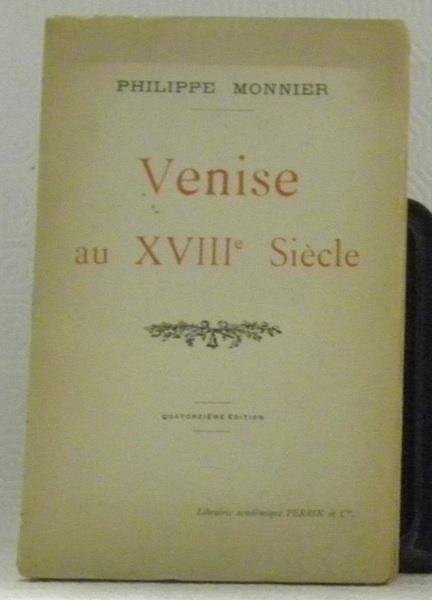 PHILIPPE MONNIER
Venise
au XVIIIe Siècle
QUATORZIÈME ÉDITION
Librairie académique PERRIN et Cie.